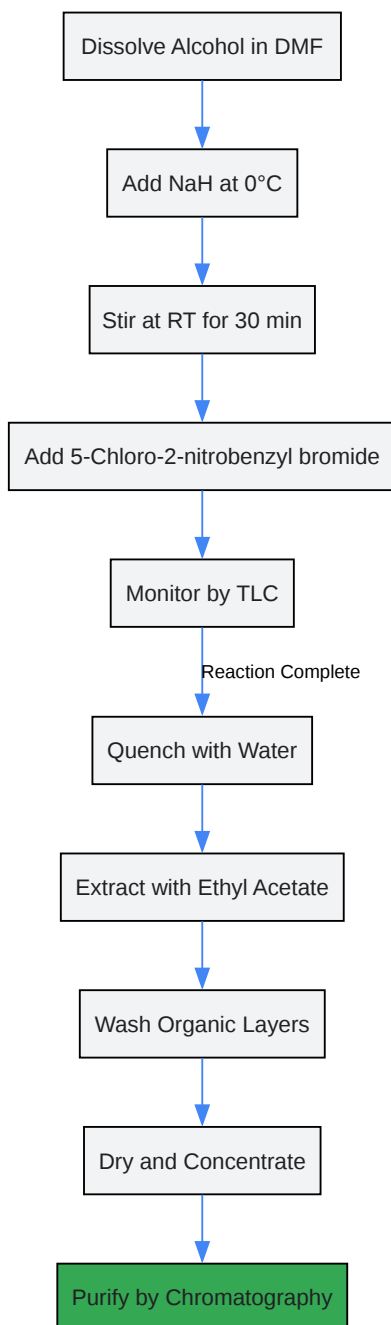 Dissolve Alcohol in DMF
Add NaH at 0°C
Stir at RT for 30 min
Add 5-Chloro-2-nitrobenzyl bromide
Monitor by TLC
Reaction Complete
Quench with Water
Extract with Ethyl Acetate
Wash Organic Layers
Dry and Concentrate
Purify by Chromatography